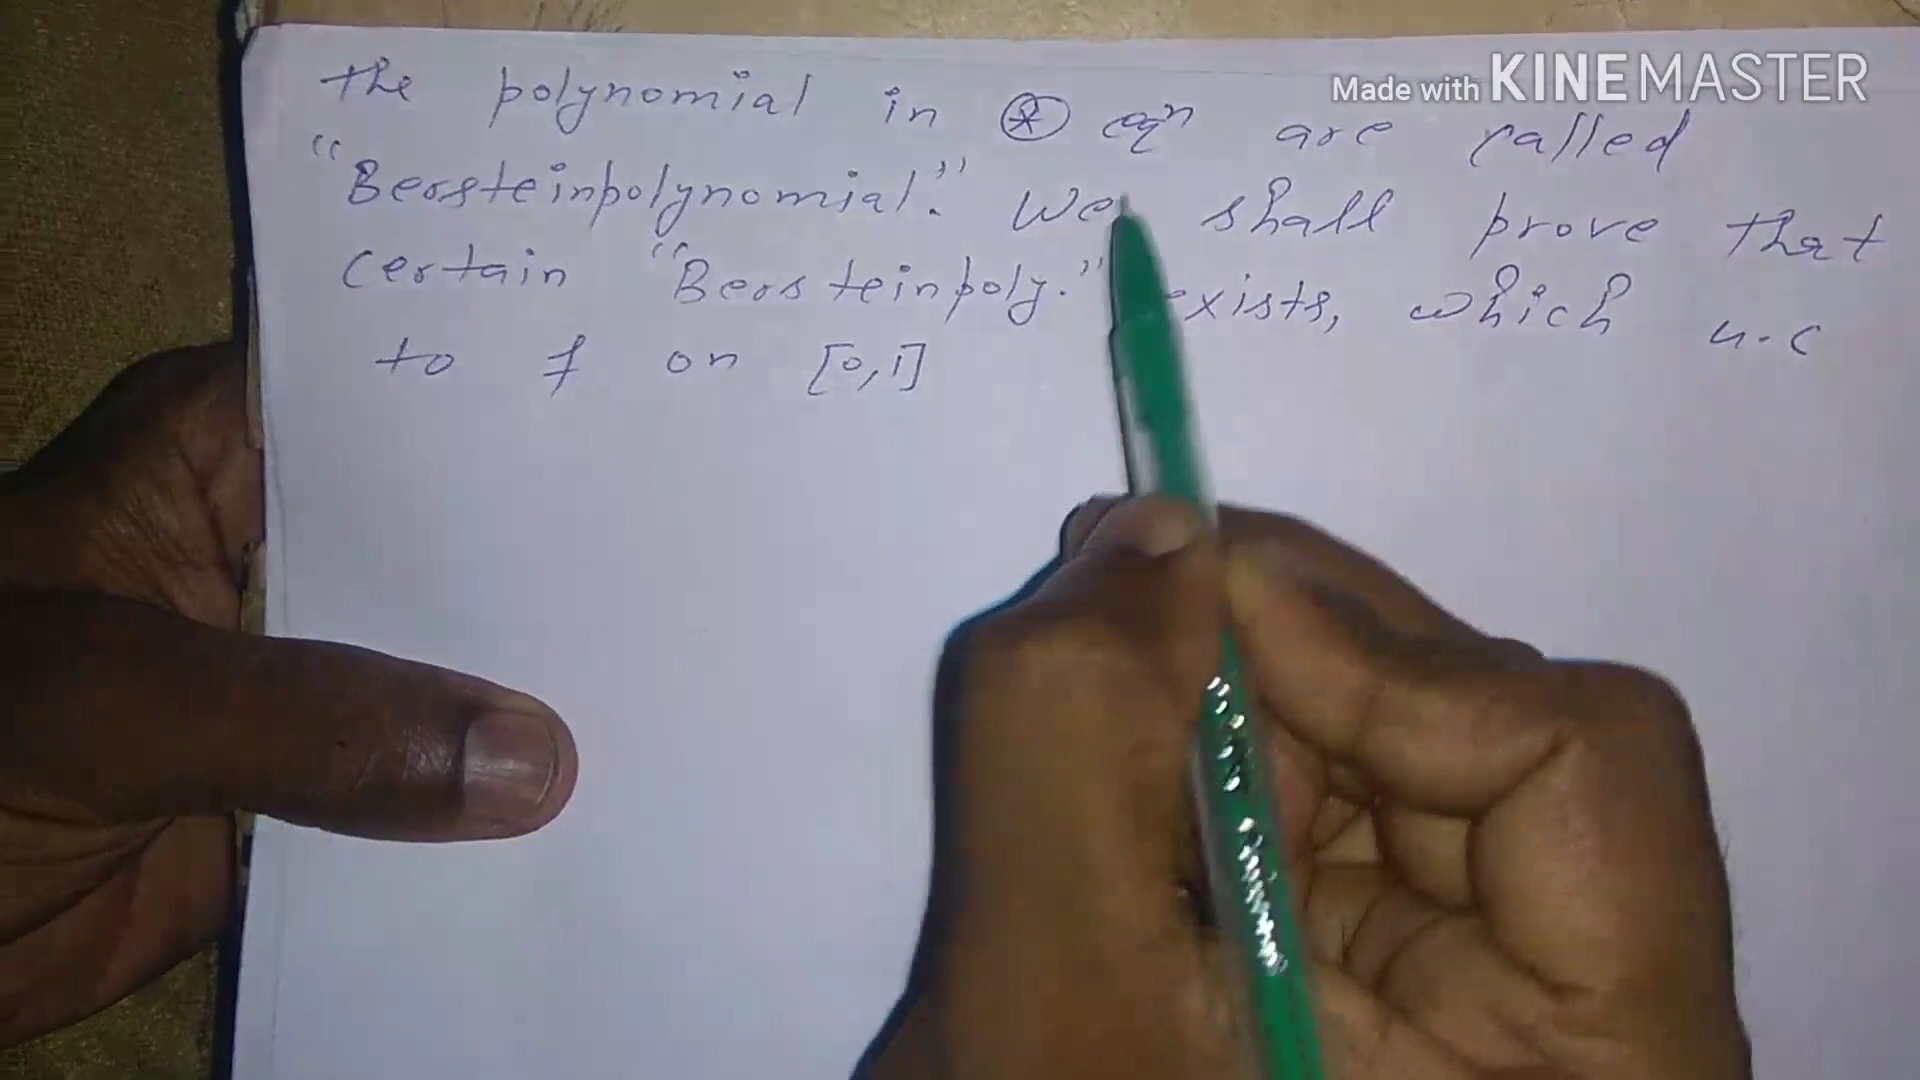 Made with KINEMASTER
the polynomial in ⊛ eqn are called
"Bersteinpolynomial". We shall prove that
certain "Bersteinpoly." exists, which u.c
to f on [0,1]